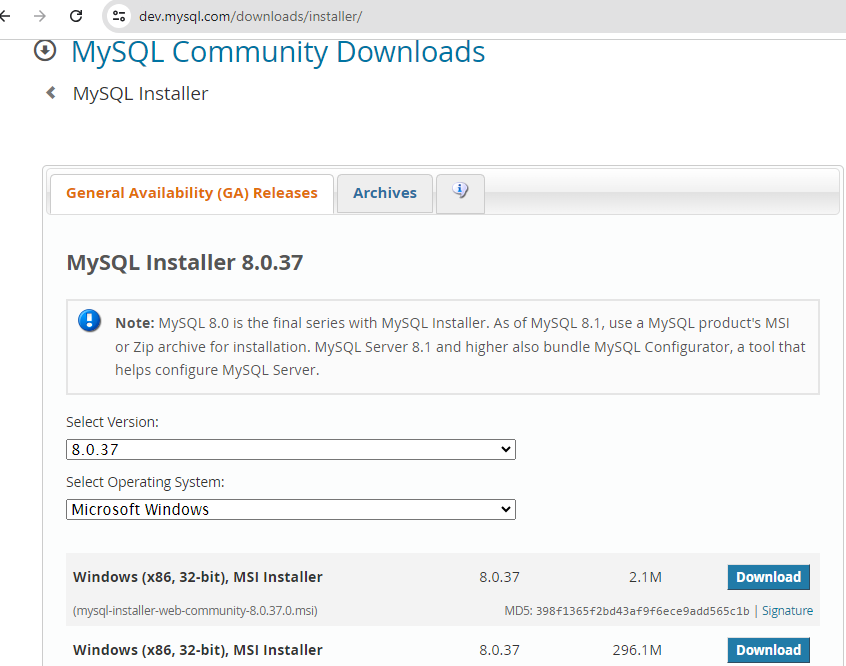 dev.mysql.com/downloads/installer/
MySQL Community Downloads
MySQL Installer
General Availability (GA) Releases
Archives
MySQL Installer 8.0.37
Note: MySQL 8.0 is the final series with MySQL Installer. As of MySQL 8.1, use a MySQL product's MSI
or Zip archive for installation. MySQL Server 8.1 and higher also bundle MySQL Configurator, a tool that
helps configure MySQL Server.
Select Version:
8.0.37
Select Operating System:
Microsoft Windows
Windows (x86, 32-bit), MSI Installer 8.0.37 2.1M Download
(mysql-installer-web-community-8.0.37.0.msi) MD5: 398f1365f2bd43af9f6ece9add565c1b | Signature
Windows (x86, 32-bit), MSI Installer 8.0.37 296.1M Download